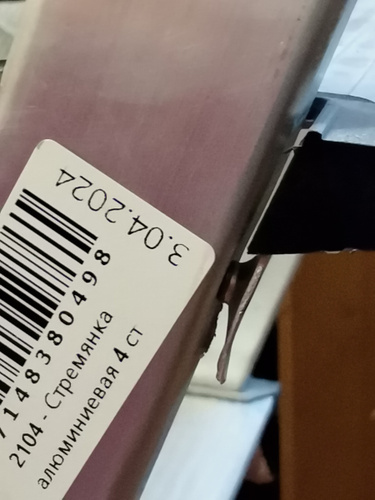 3.04.2024
7148380498
2104 - Стремянка
алюминиевая 4 ст